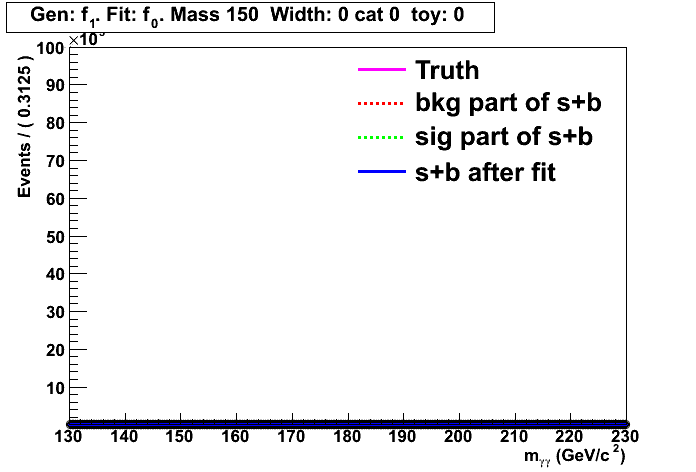 Gen: f₁. Fit: f₀. Mass 150 Width: 0 cat 0 toy: 0
×10³
Events / ( 0.3125 )
100
90
80
70
60
50
40
30
20
10
Truth
bkg part of s+b
sig part of s+b
s+b after fit
130 140 150 160 170 180 190 200 210 220 230
mγγ (GeV/c²)